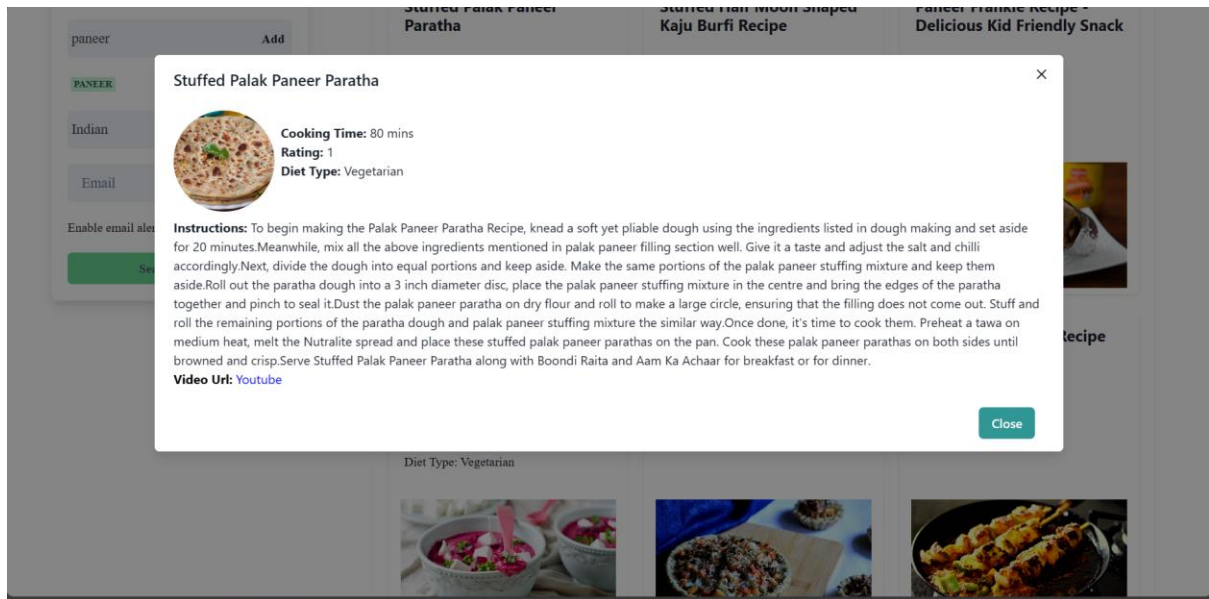 Stuffed Palak Paneer
Paratha
Stuffed Half Moon Shaped
Kaju Burfi Recipe
Paneer Frankie Recipe -
Delicious Kid Friendly Snack
paneer
Add
PANEER
Indian
Email
Enable email aler
Sea
Stuffed Palak Paneer Paratha
Cooking Time: 80 mins
Rating: 1
Diet Type: Vegetarian
Instructions: To begin making the Palak Paneer Paratha Recipe, knead a soft yet pliable dough using the ingredients listed in dough making and set aside
for 20 minutes.Meanwhile, mix all the above ingredients mentioned in palak paneer filling section well. Give it a taste and adjust the salt and chilli
accordingly.Next, divide the dough into equal portions and keep aside. Make the same portions of the palak paneer stuffing mixture and keep them
aside.Roll out the paratha dough into a 3 inch diameter disc, place the palak paneer stuffing mixture in the centre and bring the edges of the paratha
together and pinch to seal it.Dust the palak paneer paratha on dry flour and roll to make a large circle, ensuring that the filling does not come out. Stuff and
roll the remaining portions of the paratha dough and palak paneer stuffing mixture the similar way.Once done, it's time to cook them. Preheat a tawa on
medium heat, melt the Nutralite spread and place these stuffed palak paneer parathas on the pan. Cook these palak paneer parathas on both sides until
browned and crisp.Serve Stuffed Palak Paneer Paratha along with Boondi Raita and Aam Ka Achaar for breakfast or for dinner.
Video Url: Youtube
Close
Recipe
Diet Type: Vegetarian